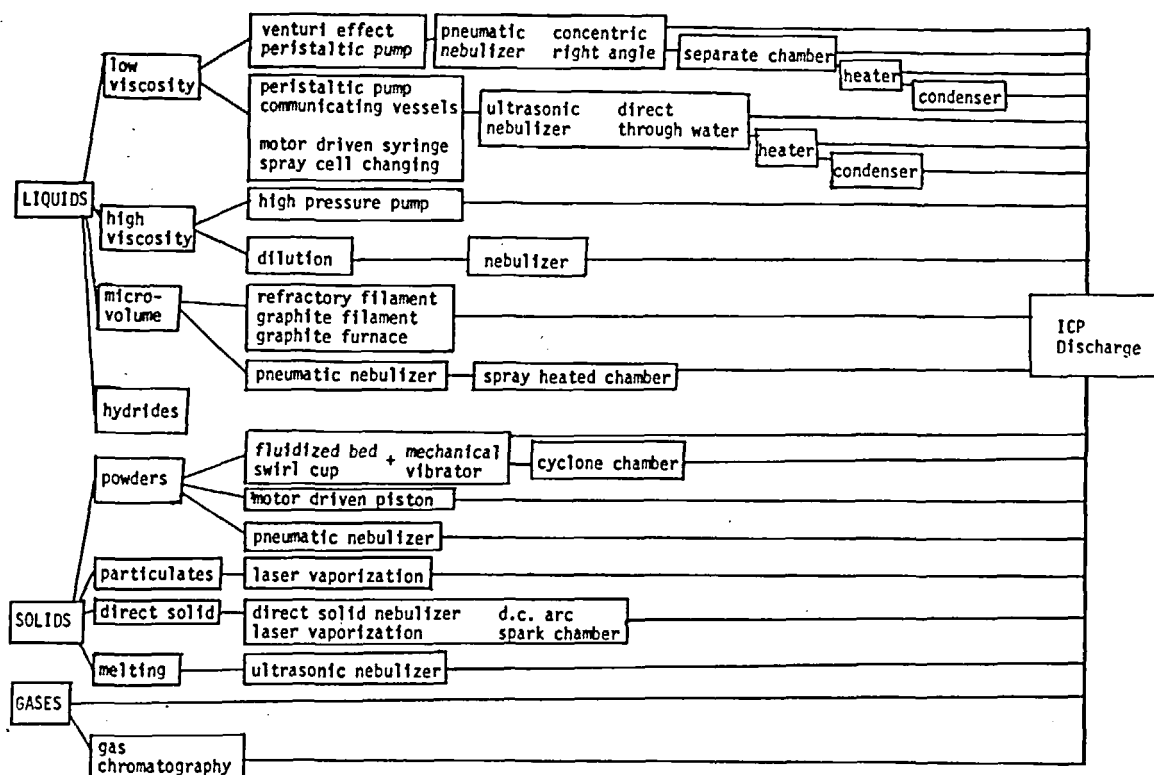 LIQUIDS
low
viscosity
venturi effect
peristaltic pump
pneumatic concentric
nebulizer right angle
separate chamber
heater
condenser
peristaltic pump
communicating vessels
motor driven syringe
spray cell changing
ultrasonic direct
nebulizer through water
heater
condenser
high
viscosity
high pressure pump
dilution
nebulizer
micro-
volume
refractory filament
graphite filament
graphite furnace
pneumatic nebulizer
spray heated chamber
hydrides
ICP
Discharge
SOLIDS
powders
fluidized bed + mechanical
swirl cup vibrator
cyclone chamber
motor driven piston
pneumatic nebulizer
particulates
laser vaporization
direct solid
direct solid nebulizer d.c. arc
laser vaporization spark chamber
melting
ultrasonic nebulizer
GASES
gas
chromatography